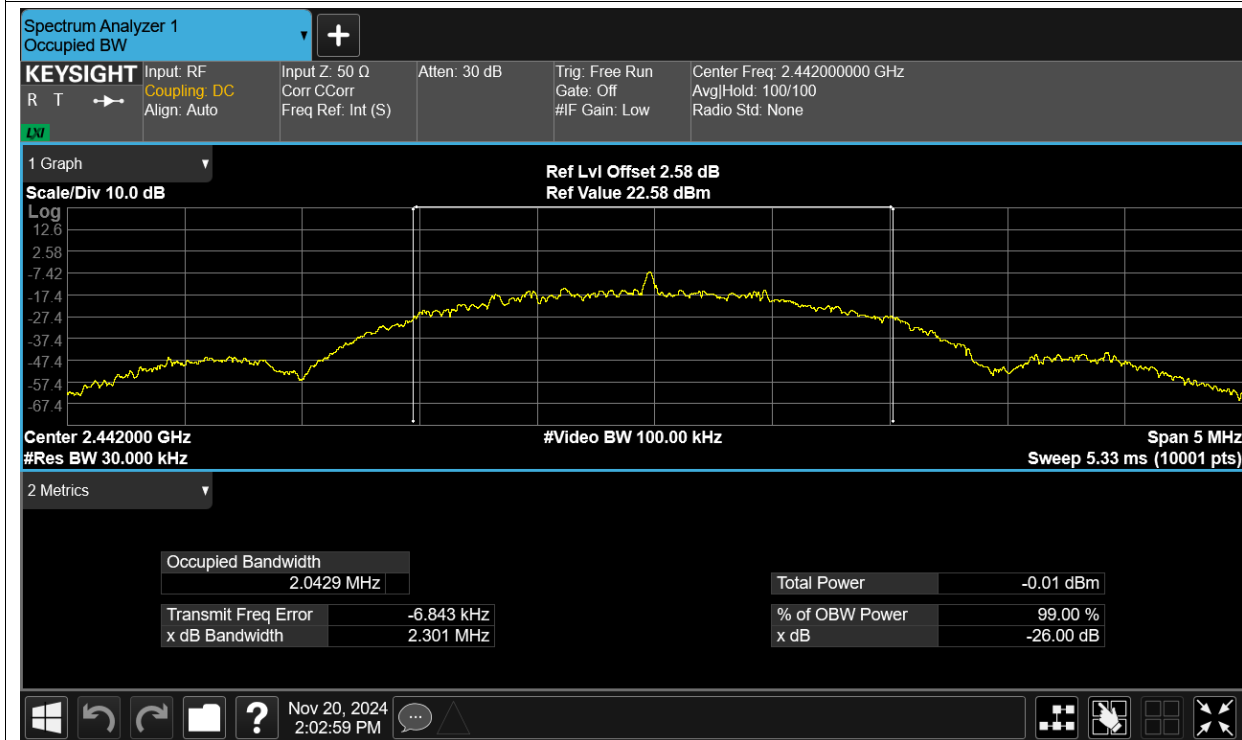 Spectrum Analyzer 1
Occupied BW
KEYSIGHT
R T
LXI
Input: RF
Coupling: DC
Align: Auto
Input Z: 50 Ω
Corr CCorr
Freq Ref: Int (S)
Atten: 30 dB
Trig: Free Run
Gate: Off
#IF Gain: Low
Center Freq: 2.442000000 GHz
Avg|Hold: 100/100
Radio Std: None
1 Graph
Scale/Div 10.0 dB
Ref Lvl Offset 2.58 dB
Ref Value 22.58 dBm
Log
12.6
2.58
-7.42
-17.4
-27.4
-37.4
-47.4
-57.4
-67.4
Center 2.442000 GHz
#Res BW 30.000 kHz
#Video BW 100.00 kHz
Span 5 MHz
Sweep 5.33 ms (10001 pts)
2 Metrics
Occupied Bandwidth
2.0429 MHz
Transmit Freq Error -6.843 kHz
x dB Bandwidth 2.301 MHz
Total Power -0.01 dBm
% of OBW Power 99.00 %
x dB -26.00 dB
?
Nov 20, 2024
2:02:59 PM